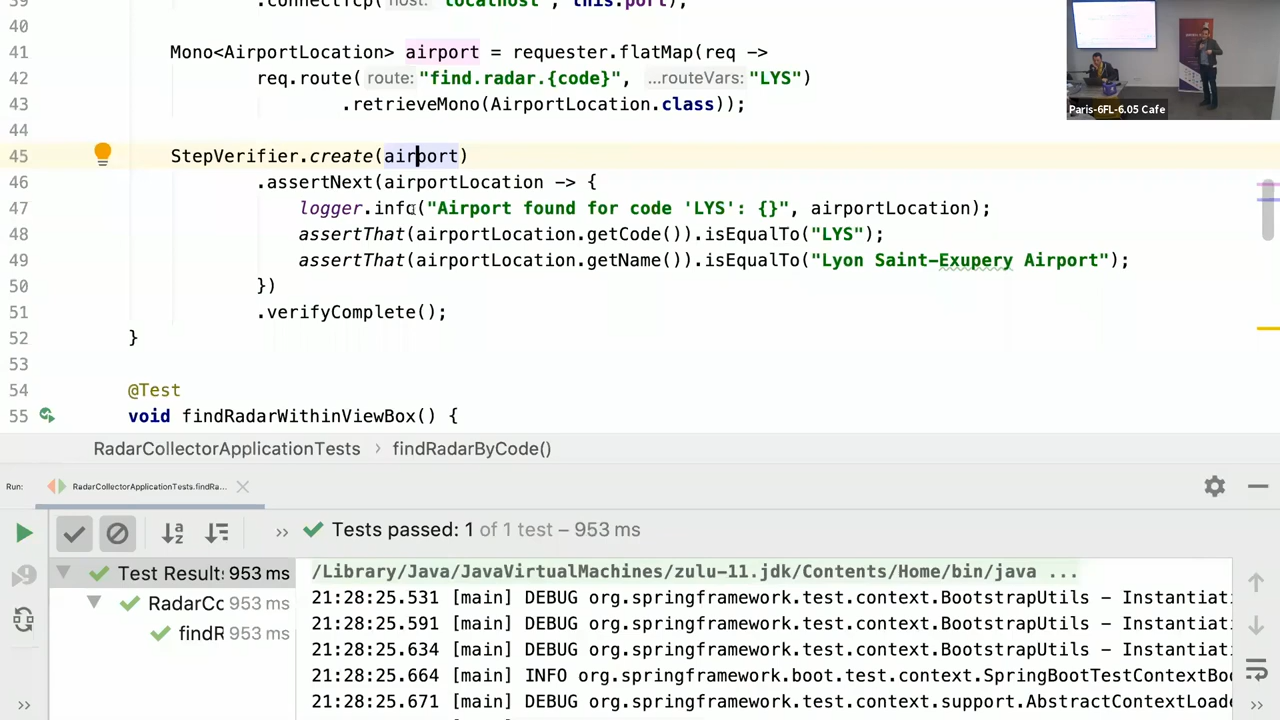 39 .connectTcp( host: "localhost", this.port);
40
41 Mono<AirportLocation> airport = requester.flatMap(req ->
42 req.route( route: "find.radar.{code}", ...routeVars: "LYS")
43 .retrieveMono(AirportLocation.class));
44
45 StepVerifier.create(airport)
46 .assertNext(airportLocation -> {
47 logger.info("Airport found for code 'LYS': {}", airportLocation);
48 assertThat(airportLocation.getCode()).isEqualTo("LYS");
49 assertThat(airportLocation.getName()).isEqualTo("Lyon Saint-Exupery Airport");
50 })
51 .verifyComplete();
52 }
53
54 @Test
55 void findRadarWithinViewBox() {
Paris-6FL-6.05 Cafe
RadarCollectorApplicationTests › findRadarByCode()
Run: RadarCollectorApplicationTests.findRa...
» Tests passed: 1 of 1 test – 953 ms
Test Result 953 ms
RadarCc 953 ms
findR 953 ms
/Library/Java/JavaVirtualMachines/zulu-11.jdk/Contents/Home/bin/java ...
21:28:25.531 [main] DEBUG org.springframework.test.context.BootstrapUtils - Instantiat
21:28:25.591 [main] DEBUG org.springframework.test.context.BootstrapUtils - Instantiat
21:28:25.634 [main] DEBUG org.springframework.test.context.BootstrapUtils - Instantiat
21:28:25.664 [main] INFO org.springframework.boot.test.context.SpringBootTestContextBoo
21:28:25.671 [main] DEBUG org.springframework.test.context.support.AbstractContextLoade